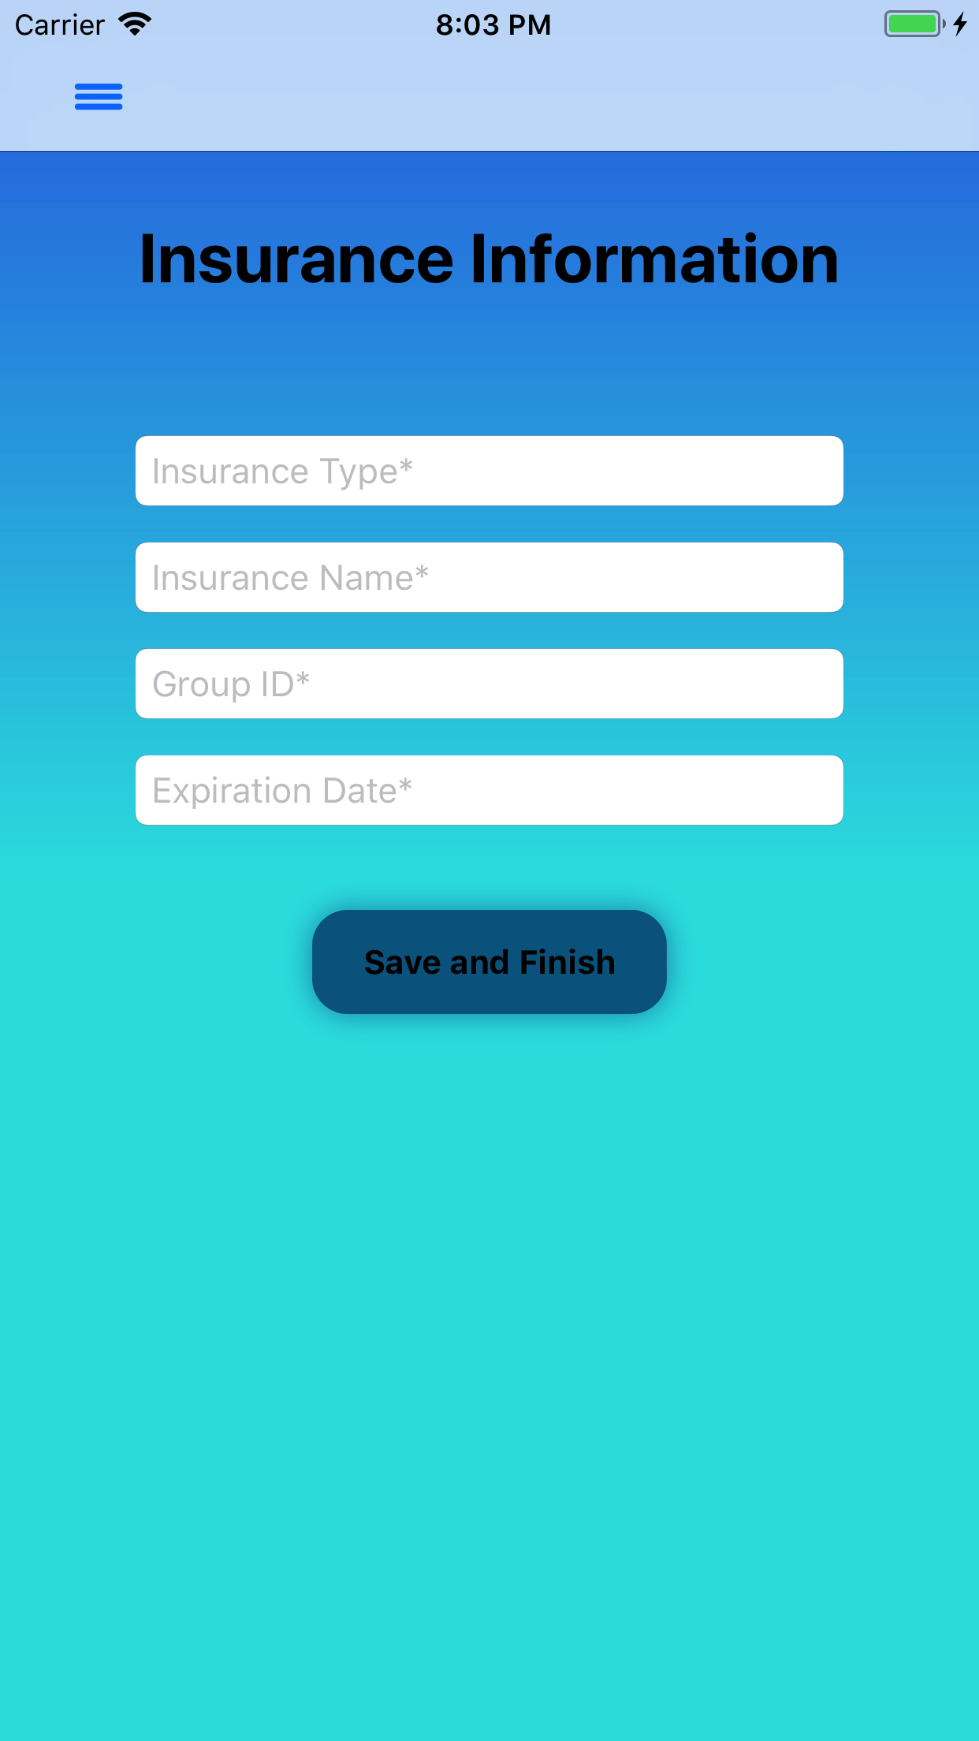 Carrier 8:03 PM
Insurance Information
Insurance Type*
Insurance Name*
Group ID*
Expiration Date*
Save and Finish